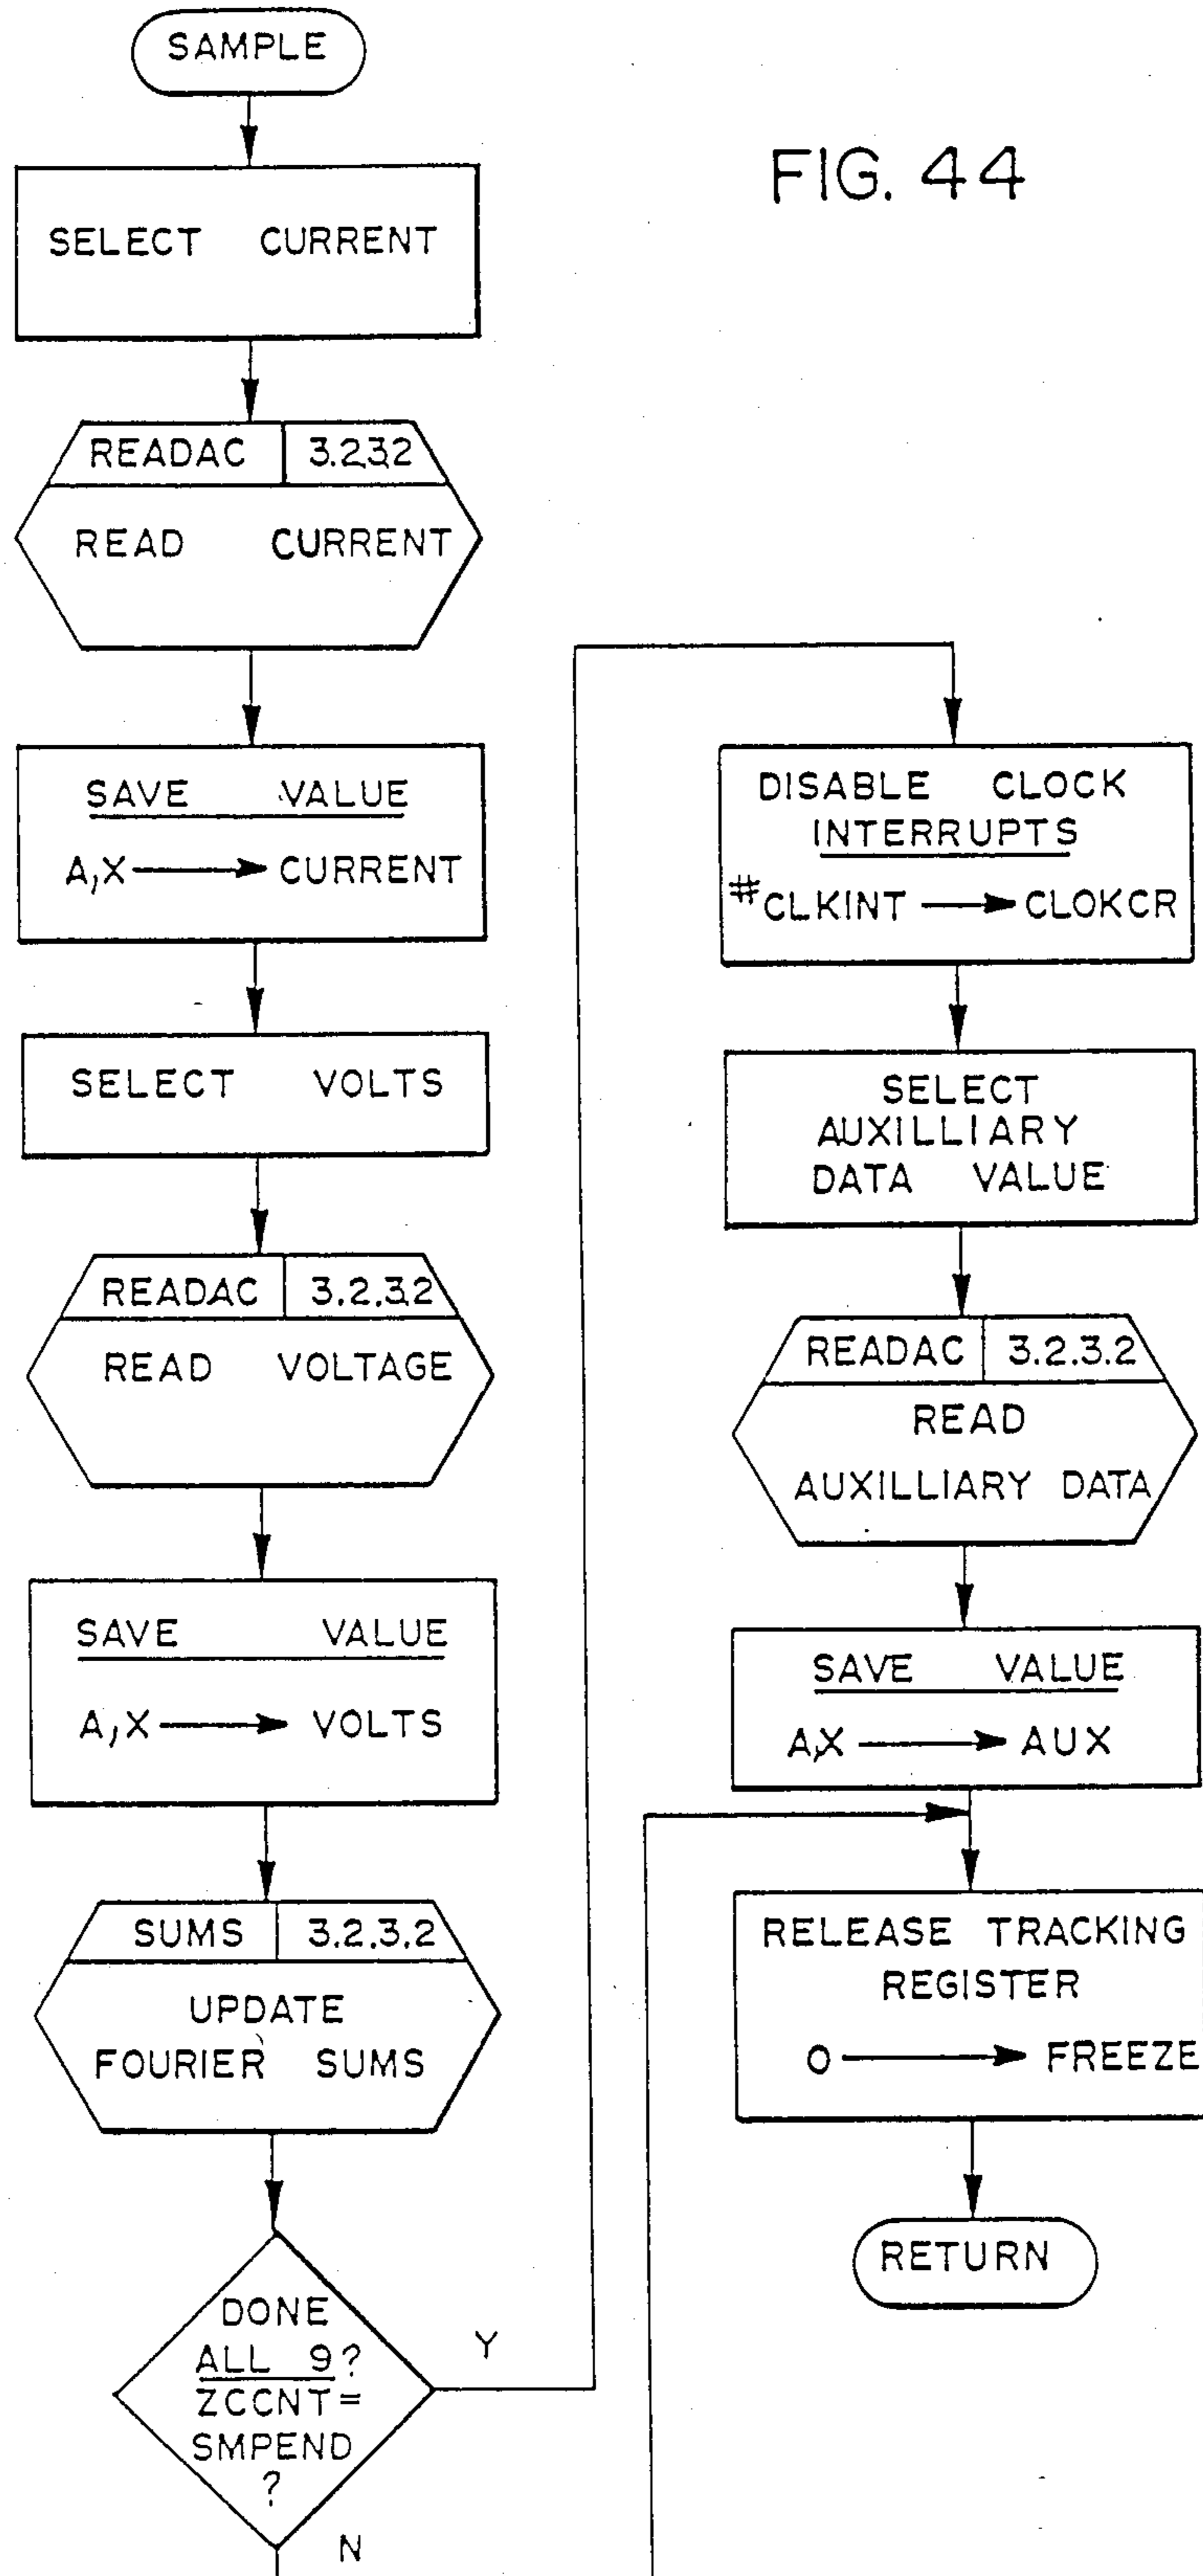 SAMPLE
FIG. 44
SELECT CURRENT
READAC 3.2.3.2
READ CURRENT
SAVE VALUE
A,X → CURRENT
SELECT VOLTS
READAC 3.2.3.2
READ VOLTAGE
SAVE VALUE
A,X → VOLTS
SUMS 3.2.3.2
UPDATE
FOURIER SUMS
DONE
ALL 9?
ZCCNT=
SMPEND
?
Y
N
DISABLE CLOCK
INTERRUPTS
#CLKINT → CLOKCR
SELECT
AUXILLIARY
DATA VALUE
READAC 3.2.3.2
READ
AUXILLIARY DATA
SAVE VALUE
A,X → AUX
RELEASE TRACKING
REGISTER
0 → FREEZE
RETURN